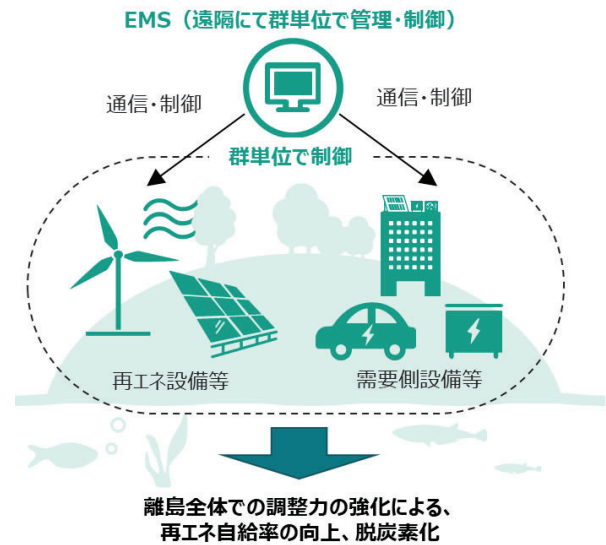 EMS（遠隔にて群単位で管理・制御）
通信・制御
通信・制御
群単位で制御
再エネ設備等
需要側設備等
離島全体での調整力の強化による、
再エネ自給率の向上、脱炭素化